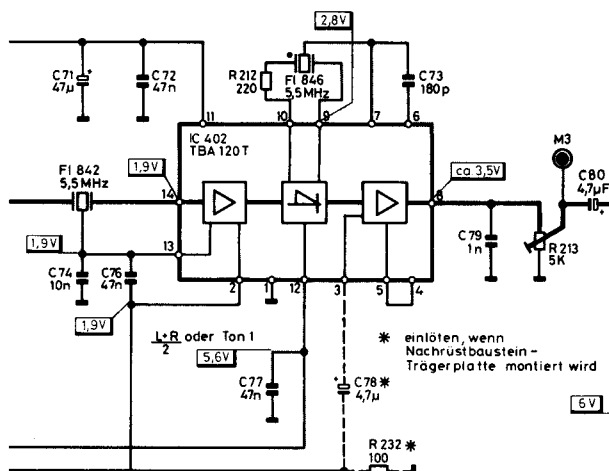 2,8V
C71
47µ
+
C72
47n
R212
220
FI 846
5,5MHz
C73
180p
11
10
9
7
6
IC 402
TBA 120 T
M3
FI 842
5,5MHz
1,9V
14
ca. 3,5V
8
C80
4,7µF
+
1,9V
13
C74
10n
C76
47n
C79
1n
R213
5K
2
1
12
3
5
4
1,9V
L+R oder Ton 1
2
5,6V
* einlöten, wenn
Nachrüstbaustein-
Trägerplatte montiert wird
C77
47n
+
C78*
4,7µ
6V
R232*
100